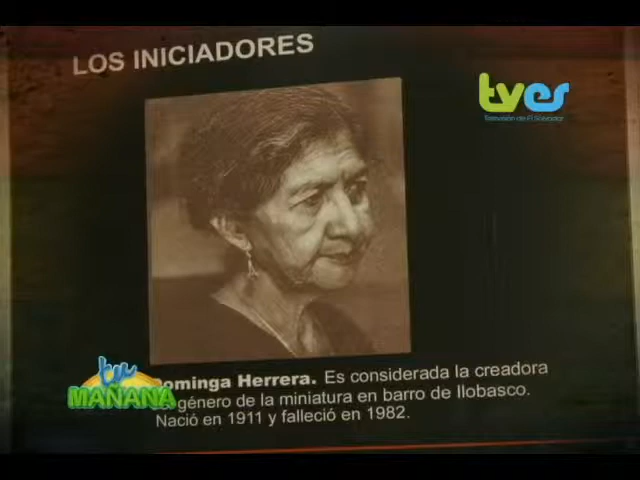 LOS INICIADORES
tves
Televisión de El Salvador
ominga Herrera. Es considerada la creadora
género de la miniatura en barro de Ilobasco.
Nació en 1911 y falleció en 1982.
tu
MAÑANA